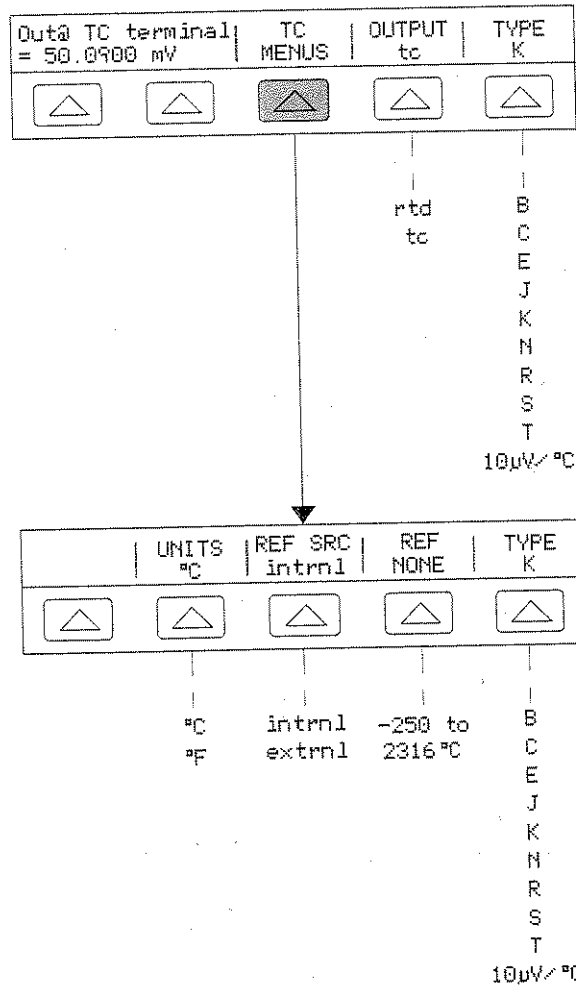 Out@ TC terminal| TC | OUTPUT | TYPE
= 50.0900 mV | MENUS | tc | K
rtd
tc
B
C
E
J
K
N
R
S
T
10µV/°C
| UNITS | REF SRC | REF | TYPE
°C | intrnl | NONE | K
°C
°F
intrnl
extrnl
-250 to
2316°C
B
C
E
J
K
N
R
S
T
10µV/°C